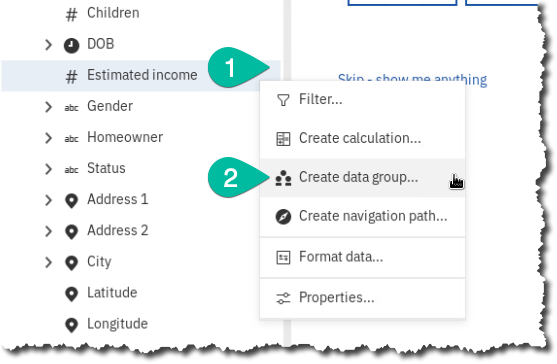 # Children
DOB
# Estimated income
abc Gender
abc Homeowner
abc Status
Address 1
Address 2
City
Latitude
Longitude
1
Skip - show me anything
Filter...
Create calculation...
2
Create data group...
Create navigation path...
Format data...
Properties...